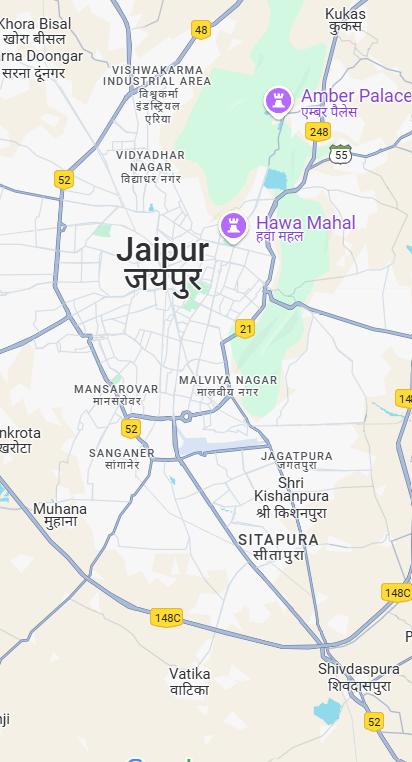 Kukas
कुकस
Khora Bisal
खोरा बीसल
rna Doongar
सरना दूंनगर
48
VISHWAKARMA
INDUSTRIAL AREA
विश्वकर्मा
इंडस्ट्रियल
एरिया
Amber Palace
एम्बर पैलेस
248
55
VIDYADHAR
NAGAR
विद्याधर नगर
52
Hawa Mahal
हवा महल
Jaipur
जयपुर
21
MALVIYA NAGAR
मालवीय नगर
MANSAROVAR
मानसरोवर
14
52
nkrota
खरोटा
SANGANER
सांगानेर
JAGATPURA
जगतपुरा
Shri
Kishanpura
श्री किशनपुरा
Muhana
मुहाना
SITAPURA
सीतापुरा
148C
148C
P
Vatika
वाटिका
Shivdaspura
शिवदासपुरा
nji
52